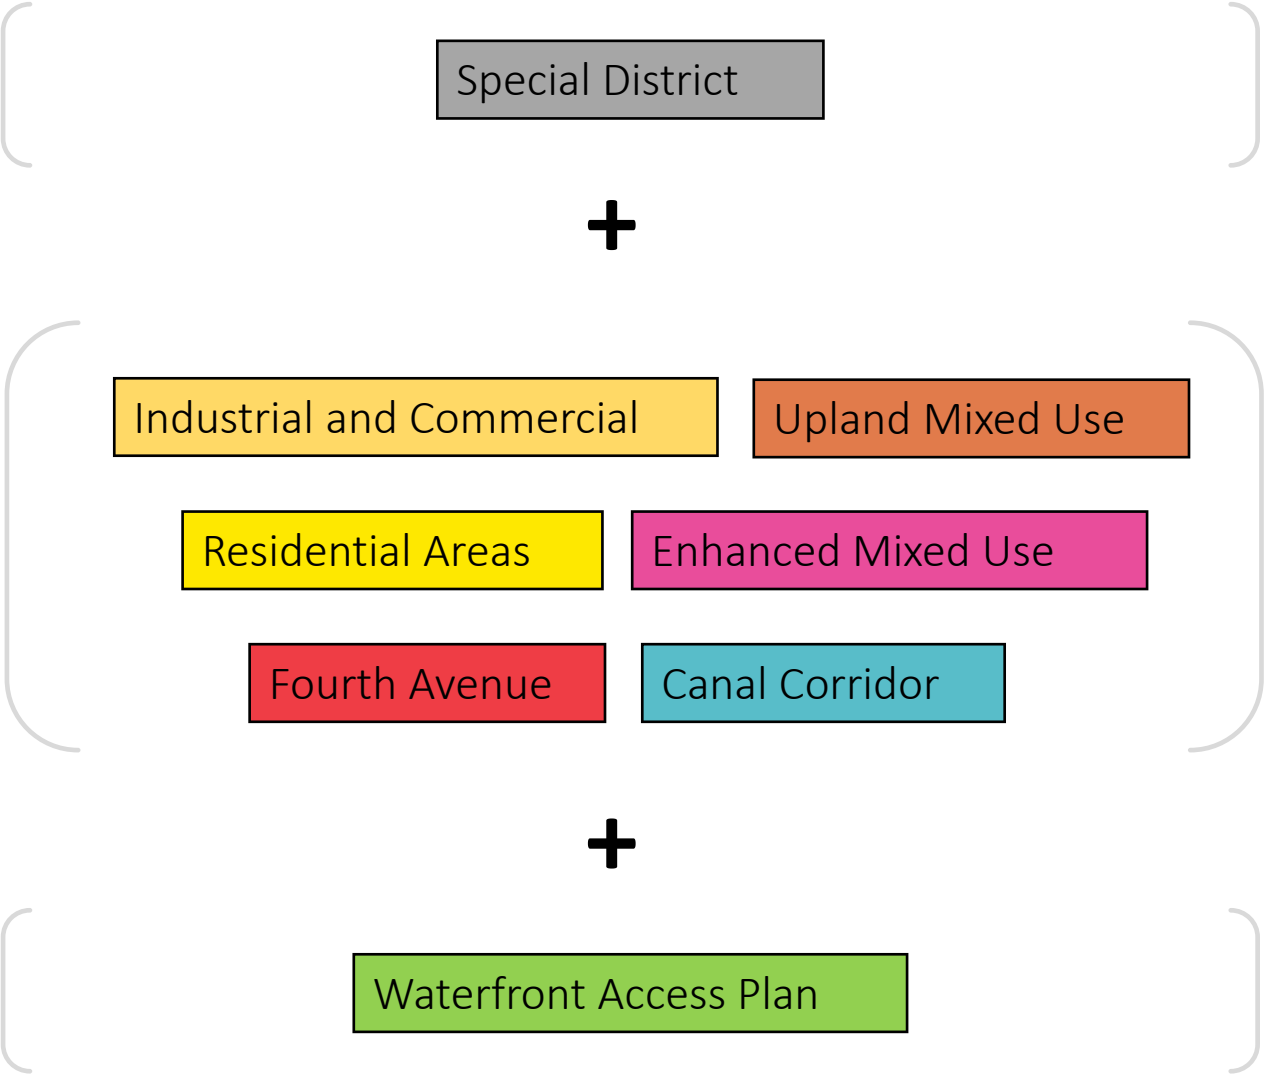 Special District
+
Industrial and Commercial
Upland Mixed Use
Residential Areas
Enhanced Mixed Use
Fourth Avenue
Canal Corridor
+
Waterfront Access Plan